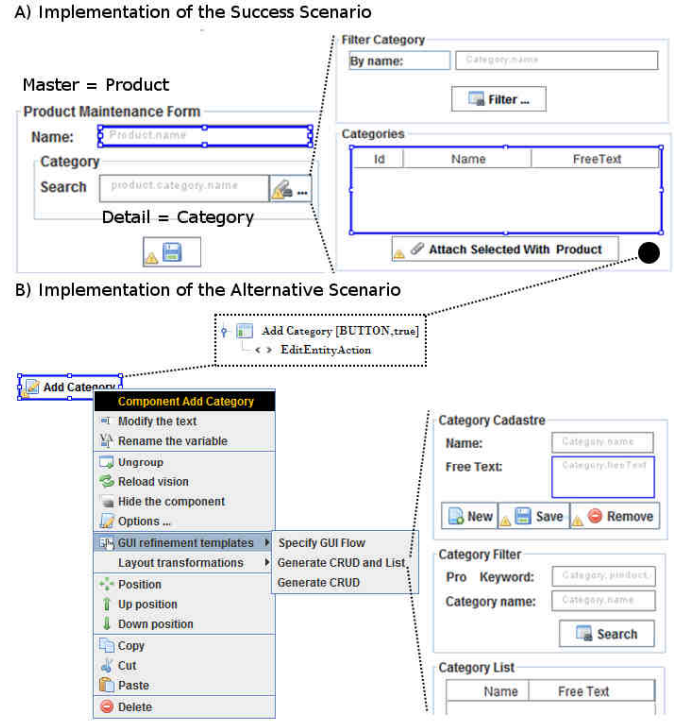 A) Implementation of the Success Scenario
Master = Product
Product Maintenance Form
Name: Product.name
Category
Search product.category.name ...
Detail = Category
Filter Category
By name: Category.name
Filter ...
Categories
Id Name FreeText
Attach Selected With Product
B) Implementation of the Alternative Scenario
Add Category [BUTTON,true]
< > EditEntityAction
Add Category
Component Add Category
Modify the text
Rename the variable
Ungroup
Reload vision
Hide the component
Options ...
GUI refinement templates
Layout transformations
Position
Up position
Down position
Copy
Cut
Paste
Delete
Specify GUI Flow
Generate CRUD and List
Generate CRUD
Category Cadastre
Name: Category.name
Free Text: Category.freeText
New Save Remove
Category Filter
Pro Keyword: Category.product.
Category name: Category.name
Search
Category List
Name Free Text